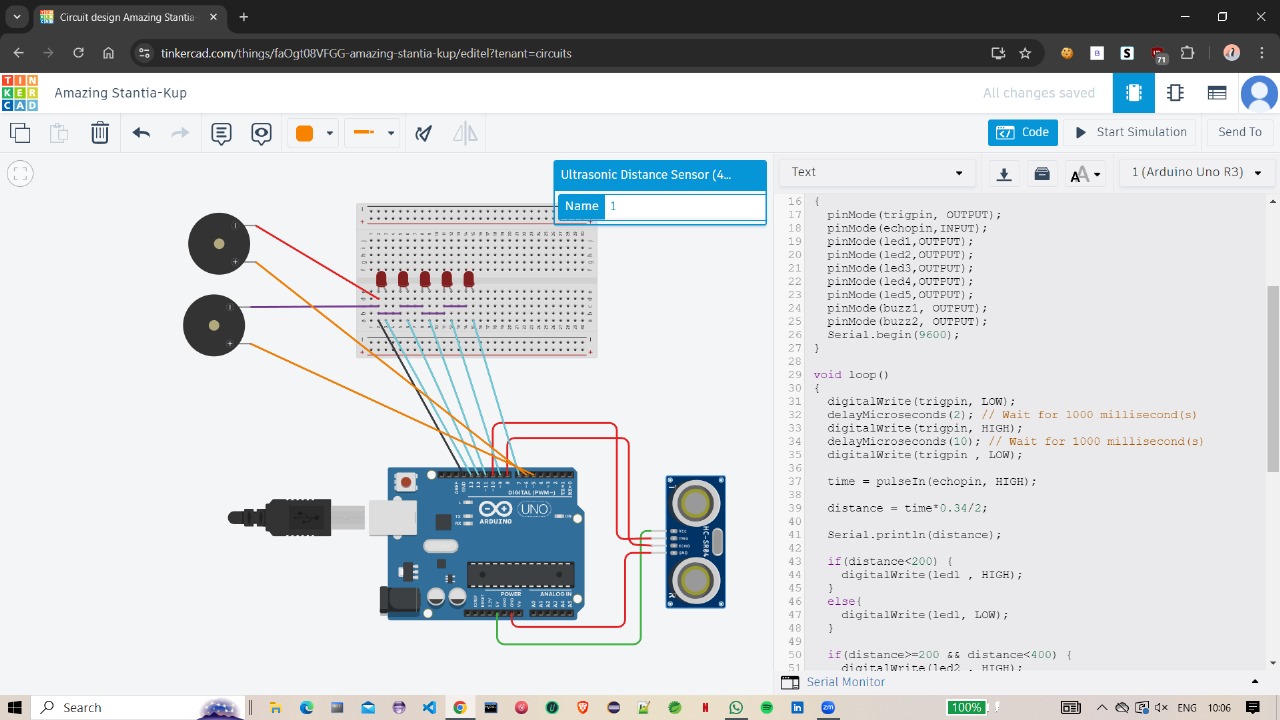 Circuit design Amazing Stantia-
tinkercad.com/things/faOgt08VFGG-amazing-stantia-kup/editel?tenant=circuits
71
TIN
KER
CAD
Amazing Stantia-Kup
All changes saved
Code
Start Simulation
Send To
Ultrasonic Distance Sensor (4...
Name 1
Text
1 (Arduino Uno R3)
16 {
17 pinMode(trigpin, OUTPUT);
18 pinMode(echopin,INPUT);
19 pinMode(led1,OUTPUT);
20 pinMode(led2,OUTPUT);
21 pinMode(led3,OUTPUT);
22 pinMode(led4,OUTPUT);
23 pinMode(led5,OUTPUT);
24 pinMode(buzz1, OUTPUT);
25 pinMode(buzz2, OUTPUT);
26 Serial.begin(9600);
27 }
28
29 void loop()
30 {
31 digitalWrite(trigpin, LOW);
32 delayMicroseconds(2); // Wait for 1000 millisecond(s)
33 digitalWrite(trigpin, HIGH);
34 delayMicroseconds(10); // Wait for 1000 millisecond(s)
35 digitalWrite(trigpin , LOW);
36
37 time = pulseIn(echopin, HIGH);
38
39 distance = time*0.34/2;
40
41 Serial.println(distance);
42
43 if(distance<200) {
44 digitalWrite(led1 , HIGH);
45 }
46 else{
47 digitalWrite(led1, LOW);
48 }
49
50 if(distance>=200 && distance<400) {
51 digitalWrite(led2 , HIGH);
DIGITAL (PWM~)
UNO
ARDUINO
POWER
ANALOG IN
HC-SR04
Serial Monitor
Search
100%
ENG
10:06